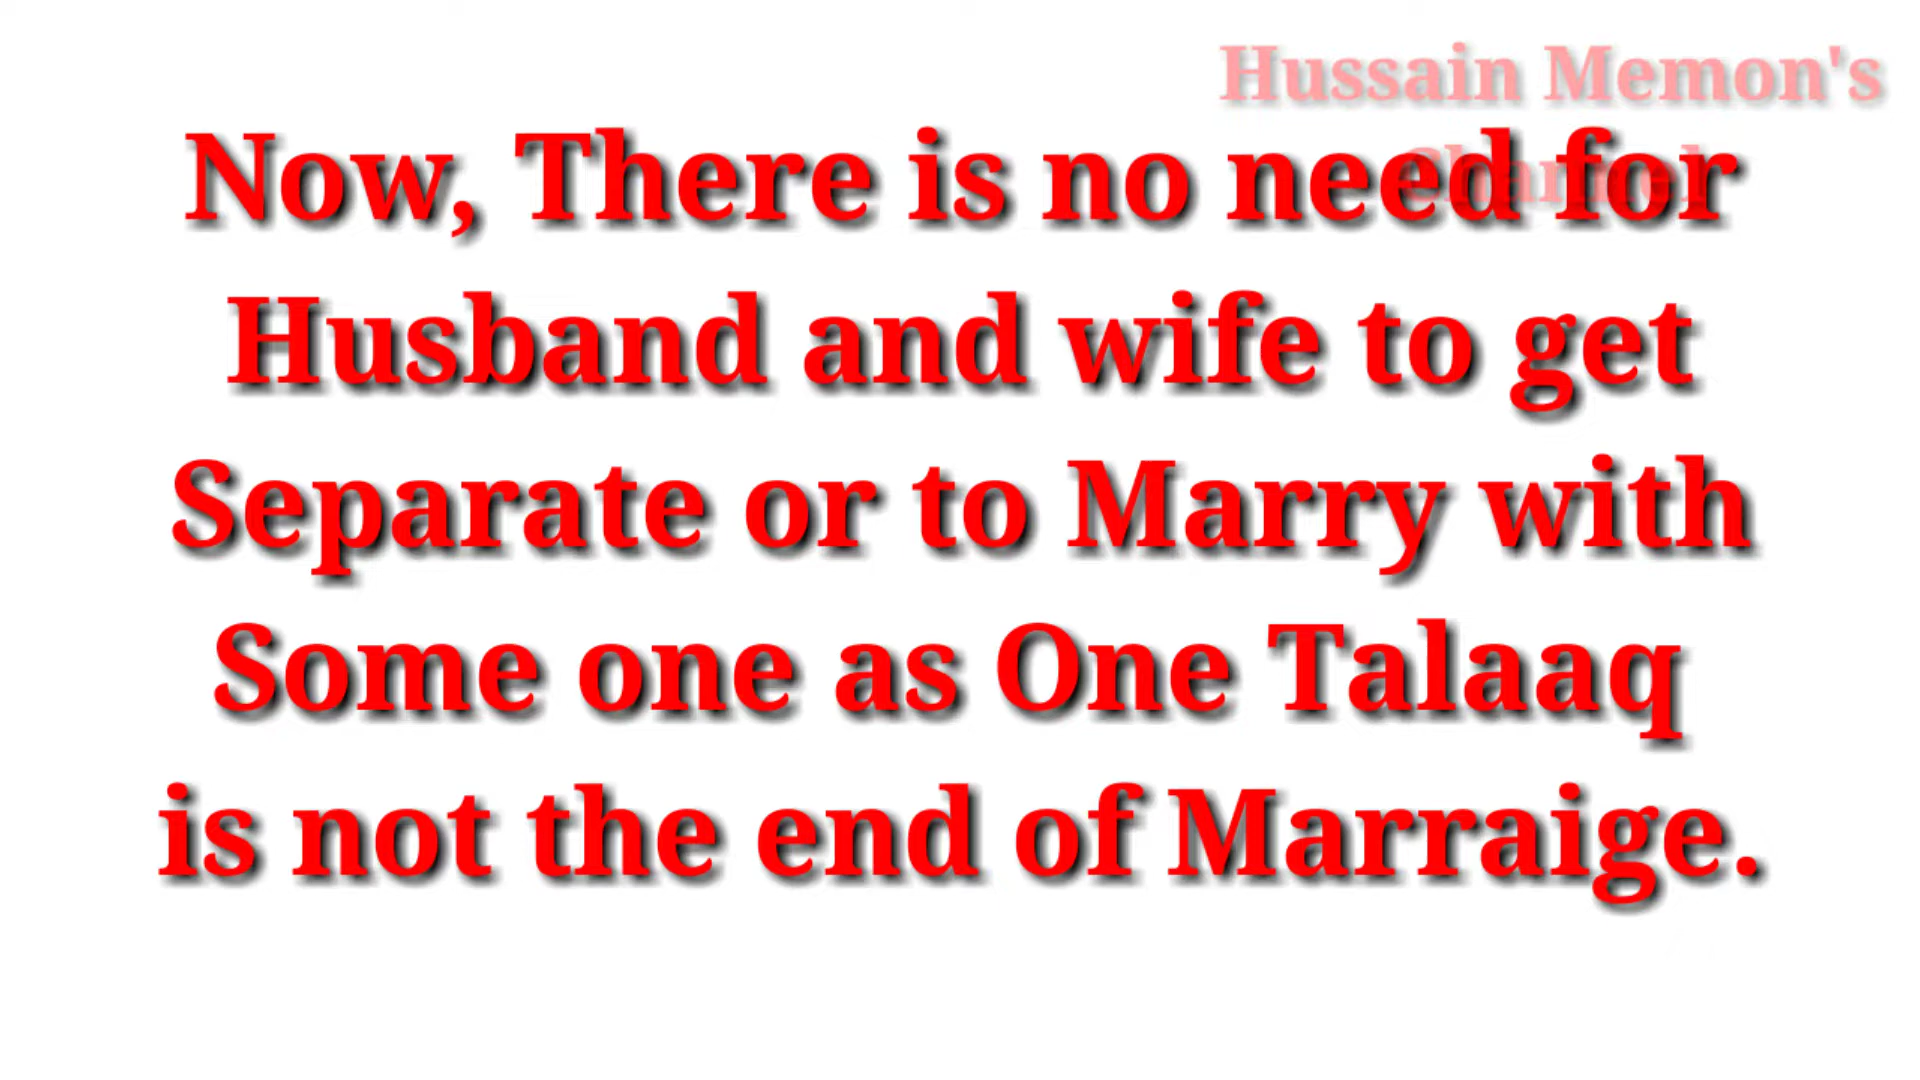 Hussain Memon's
Channel
Now, There is no need for
Husband and wife to get
Separate or to Marry with
Some one as One Talaaq
is not the end of Marraige.